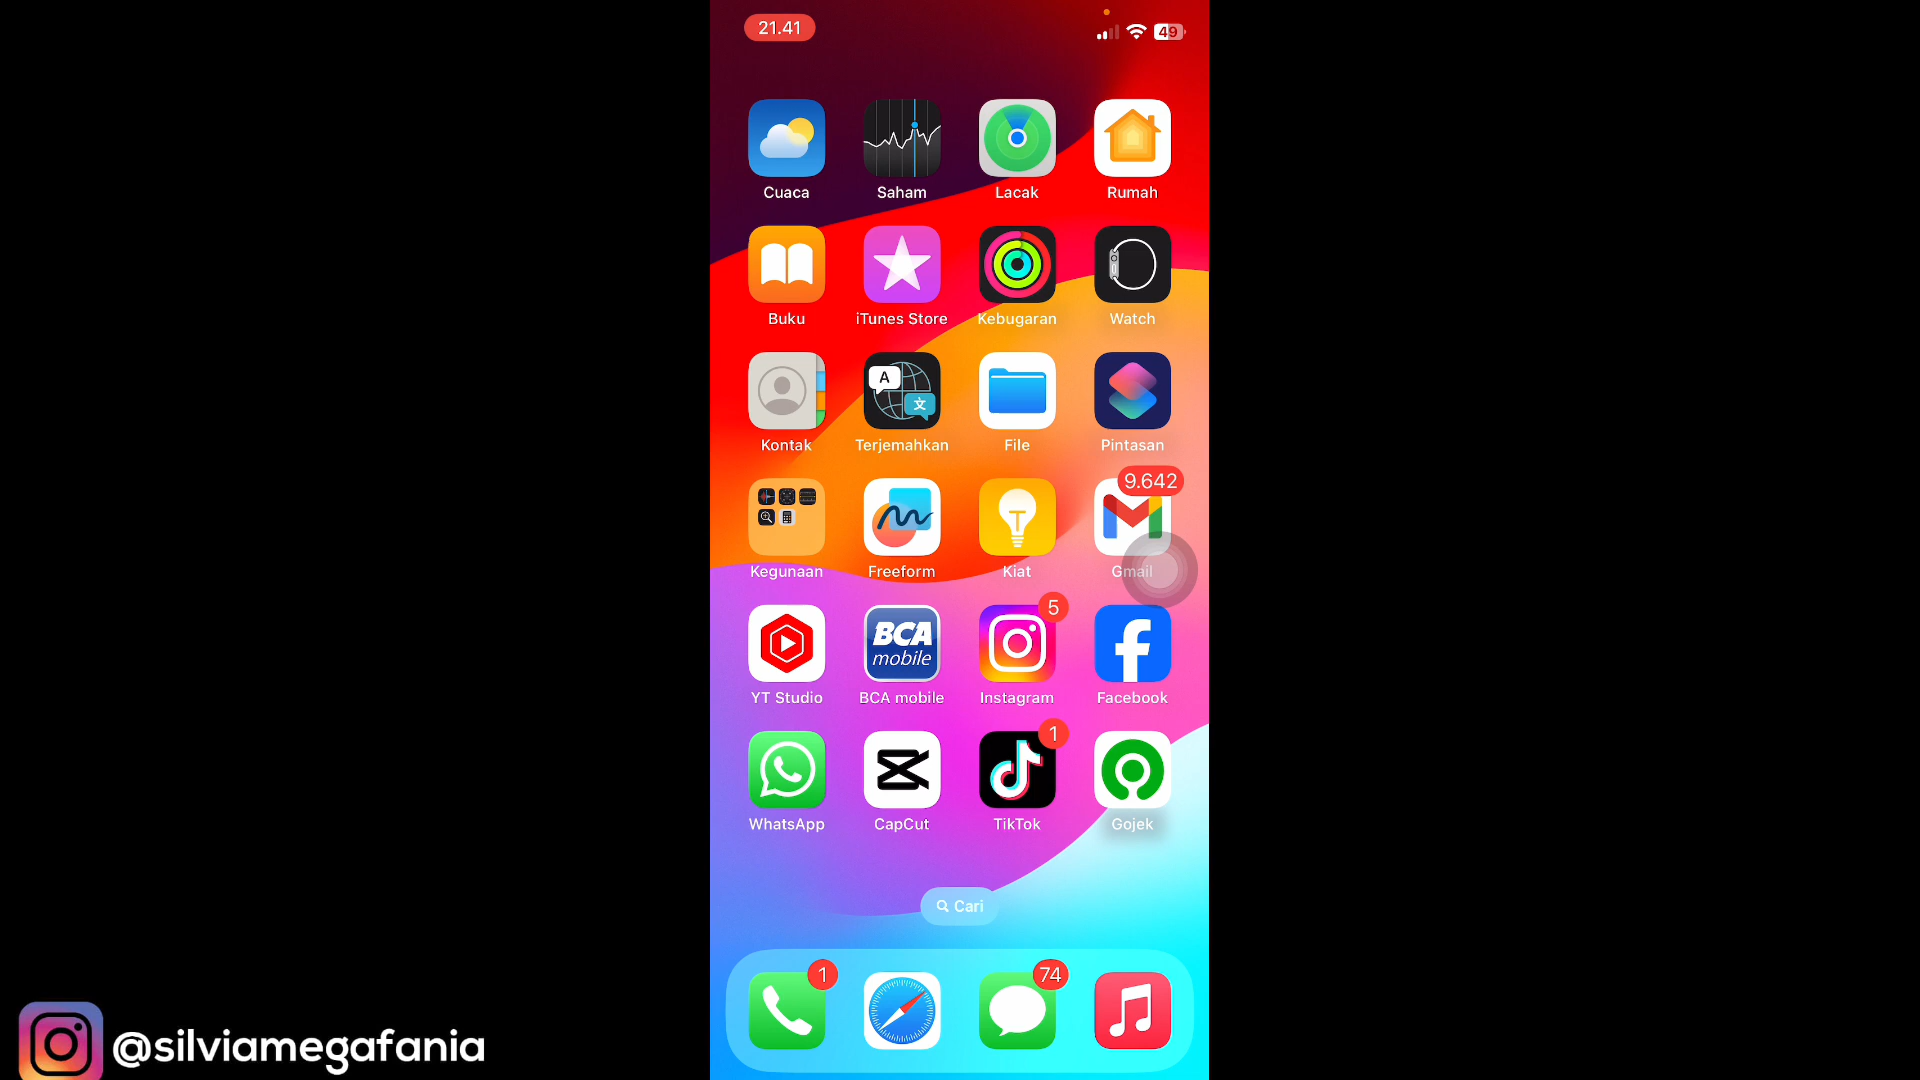 21.41
49
Cuaca
Saham
Lacak
Rumah
Buku
iTunes Store
Kebugaran
Watch
A
文
Kontak
Terjemahkan
File
Pintasan
9.642
Kegunaan
Freeform
Kiat
Gmail
5
BCA
mobile
YT Studio
BCA mobile
Instagram
Facebook
1
WhatsApp
CapCut
TikTok
Gojek
Cari
1
74
@silviamegafania